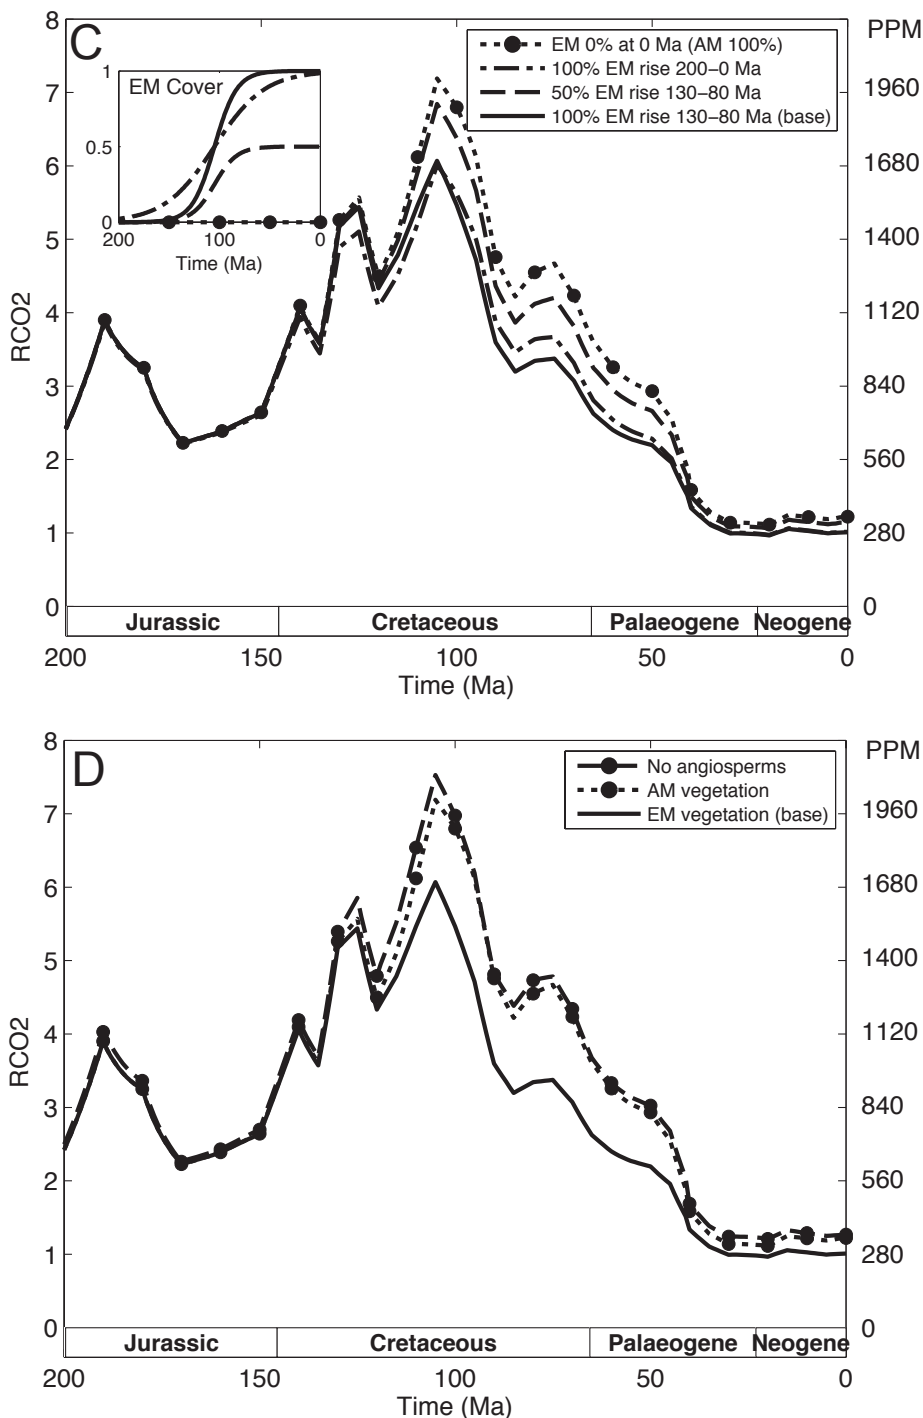 C
8
7
6
5
4
3
2
1
0
RCO2
PPM
1960
1680
1400
1120
840
560
280
0
EM 0% at 0 Ma (AM 100%)
100% EM rise 200–0 Ma
50% EM rise 130–80 Ma
100% EM rise 130–80 Ma (base)
EM Cover
1
0.5
0
200 100 0
Time (Ma)
Jurassic Cretaceous Palaeogene Neogene
200 150 100 50 0
Time (Ma)
D
8
7
6
5
4
3
2
1
0
RCO2
PPM
1960
1680
1400
1120
840
560
280
0
No angiosperms
AM vegetation
EM vegetation (base)
Jurassic Cretaceous Palaeogene Neogene
200 150 100 50 0
Time (Ma)